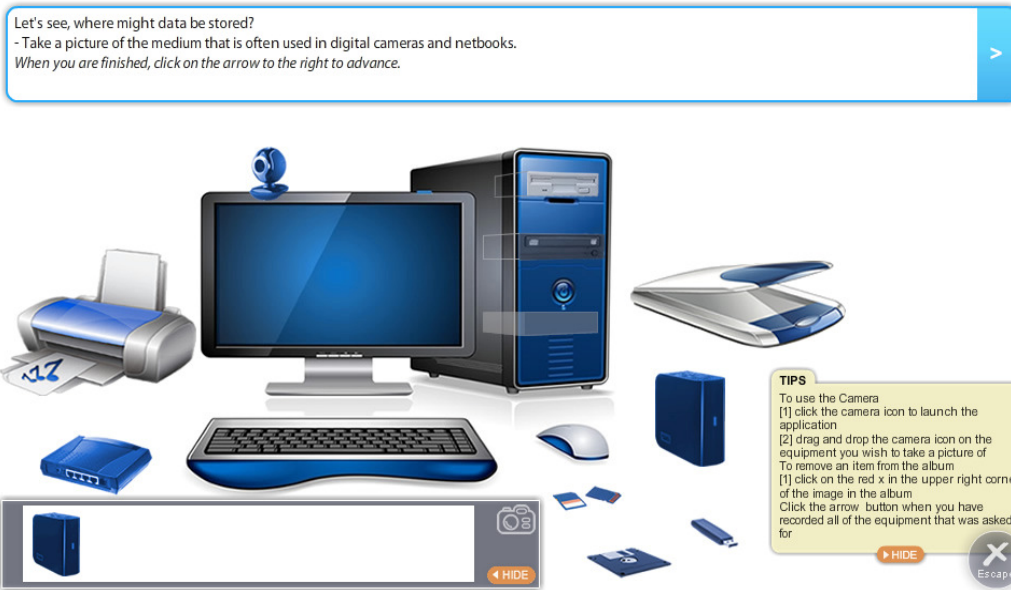 Let's see, where might data be stored?
- Take a picture of the medium that is often used in digital cameras and netbooks.
When you are finished, click on the arrow to the right to advance.
>
TIPS
To use the Camera
[1] click the camera icon to launch the
application
[2] drag and drop the camera icon on the
equipment you wish to take a picture of
To remove an item from the album
[1] click on the red x in the upper right corne
of the image in the album
Click the arrow button when you have
recorded all of the equipment that was asked
for
HIDE
Escape
HIDE